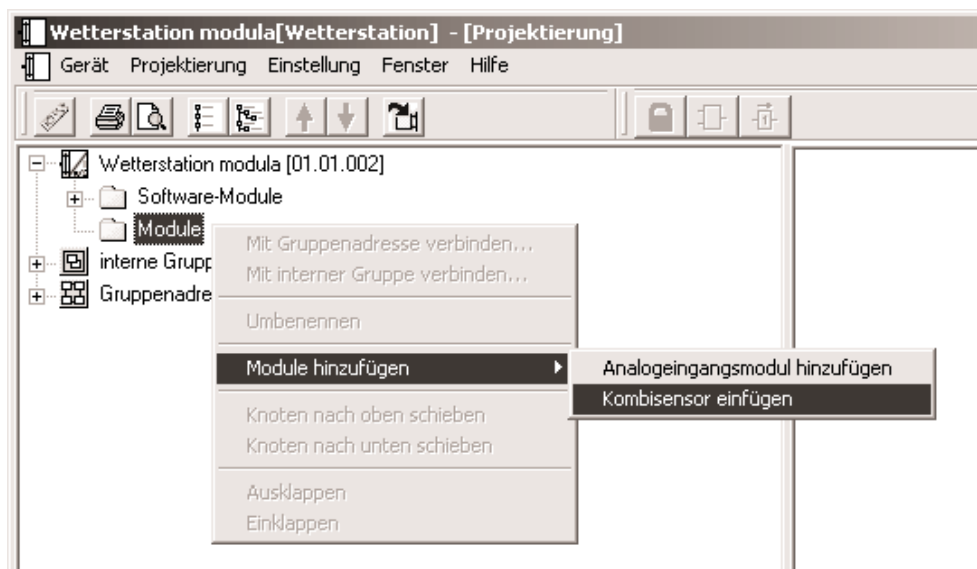 Wetterstation modula[Wetterstation] - [Projektierung]
Gerät Projektierung Einstellung Fenster Hilfe
Wetterstation modula [01.01.002]
Software-Module
Module
interne Grupp
Gruppenadre
Mit Gruppenadresse verbinden...
Mit interner Gruppe verbinden...
Umbenennen
Module hinzufügen
Knoten nach oben schieben
Knoten nach unten schieben
Ausklappen
Einklappen
Analogeingangsmodul hinzufügen
Kombisensor einfügen